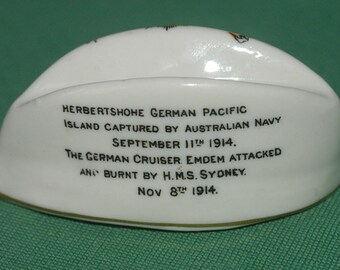 HERBERTSHOHE GERMAN PACIFIC
ISLAND CAPTURED BY AUSTRALIAN NAVY
SEPTEMBER 11TH 1914.
THE GERMAN CRUISER EMDEM ATTACKED
AND BURNT BY H.M.S. SYDNEY.
NOV 8TH 1914.